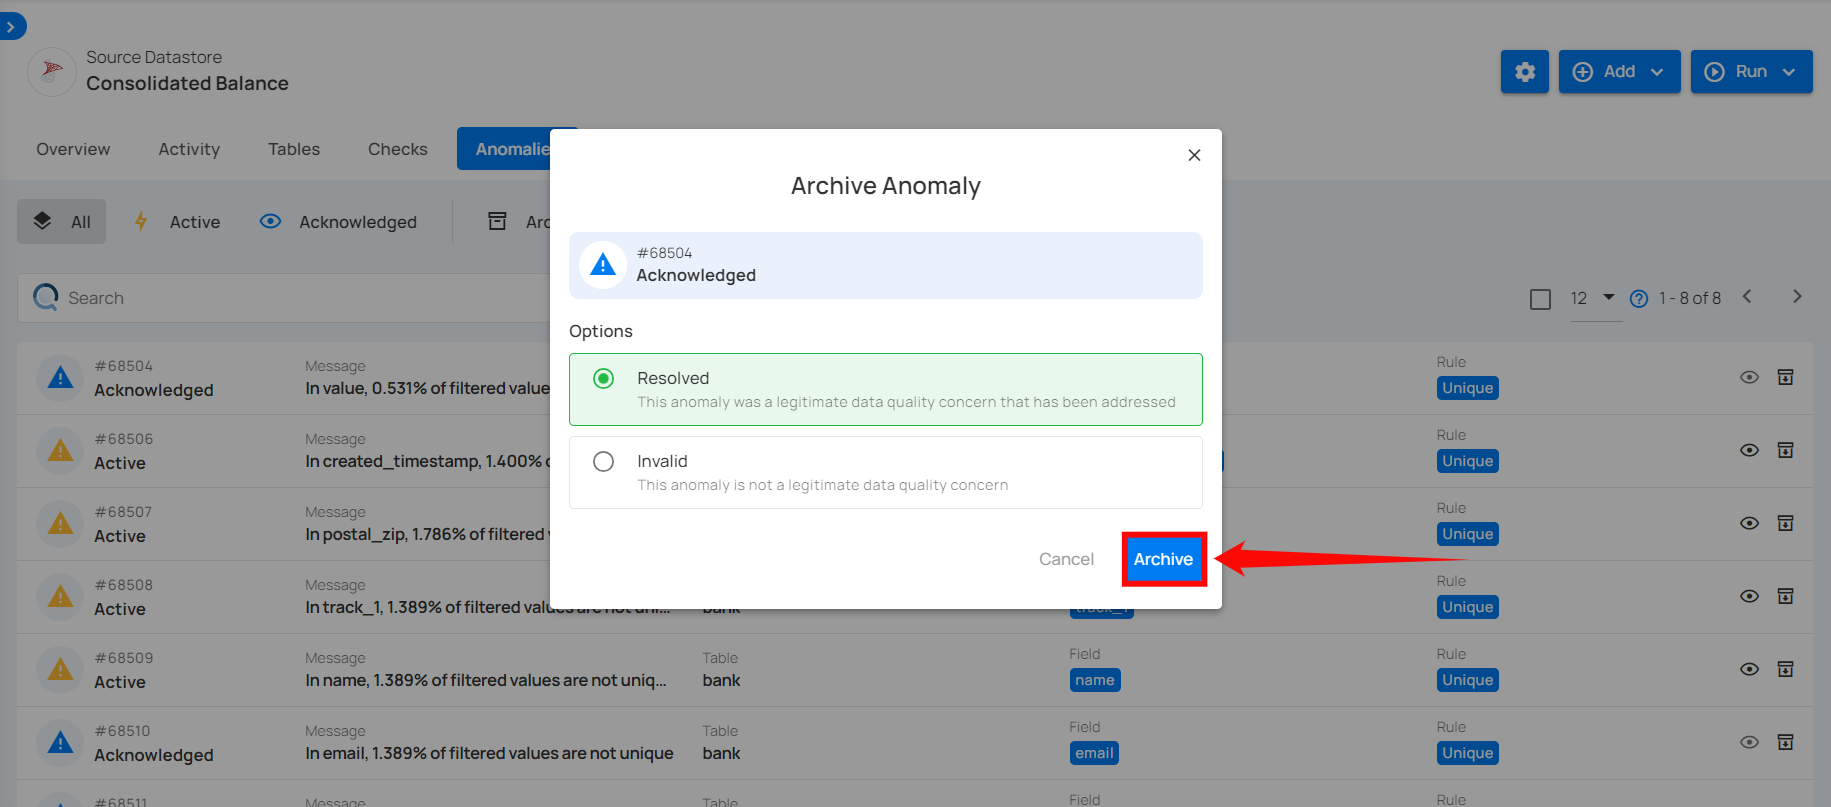 Source Datastore
Consolidated Balance
Add
Run
Overview
Activity
Tables
Checks
Anomalie
All
Active
Acknowledged
Arc
Search
12
1 - 8 of 8
Archive Anomaly
#68504
Acknowledged
Options
Resolved
This anomaly was a legitimate data quality concern that has been addressed
Invalid
This anomaly is not a legitimate data quality concern
Cancel
Archive
#68504
Acknowledged
Message
In value, 0.531% of filtered value
Rule
Unique
#68506
Active
Message
In created_timestamp, 1.400% o
Rule
Unique
#68507
Active
Message
In postal_zip, 1.786% of filtered
Rule
Unique
#68508
Active
Message
In track_1, 1.389% of filtered values are not uni...
bank
track_1
Rule
Unique
#68509
Active
Message
In name, 1.389% of filtered values are not uniq...
Table
bank
Field
name
Rule
Unique
#68510
Acknowledged
Message
In email, 1.389% of filtered values are not unique
Table
bank
Field
email
Rule
Unique
#68511
Message
Table
Field
Rule